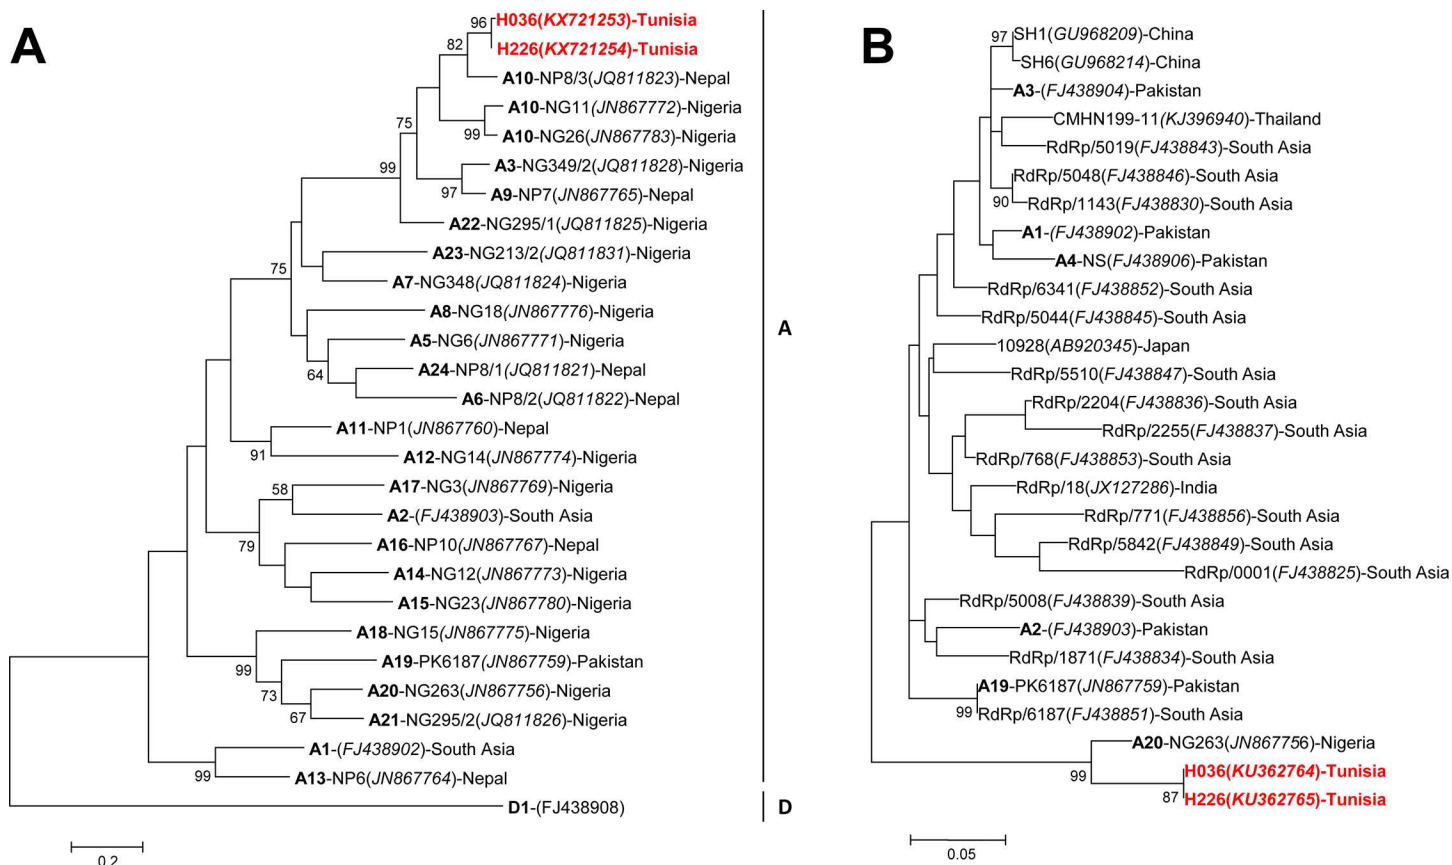 A
96
H036(KX721253)-Tunisia
H226(KX721254)-Tunisia
82
A10-NP8/3(JQ811823)-Nepal
A10-NG11(JN867772)-Nigeria
75
99
A10-NG26(JN867783)-Nigeria
A3-NG349/2(JQ811828)-Nigeria
99
97
A9-NP7(JN867765)-Nepal
A22-NG295/1(JQ811825)-Nigeria
A23-NG213/2(JQ811831)-Nigeria
75
A7-NG348(JQ811824)-Nigeria
A8-NG18(JN867776)-Nigeria
A5-NG6(JN867771)-Nigeria
64
A24-NP8/1(JQ811821)-Nepal
A6-NP8/2(JQ811822)-Nepal
A11-NP1(JN867760)-Nepal
91
A12-NG14(JN867774)-Nigeria
58
A17-NG3(JN867769)-Nigeria
A2-(FJ438903)-South Asia
79
A16-NP10(JN867767)-Nepal
A14-NG12(JN867773)-Nigeria
A15-NG23(JN867780)-Nigeria
A18-NG15(JN867775)-Nigeria
99
A19-PK6187(JN867759)-Pakistan
73
A20-NG263(JN867756)-Nigeria
67
A21-NG295/2(JQ811826)-Nigeria
A1-(FJ438902)-South Asia
99
A13-NP6(JN867764)-Nepal
D1-(FJ438908)
A
D
0.2
B
97
SH1(GU968209)-China
SH6(GU968214)-China
A3-(FJ438904)-Pakistan
CMHN199-11(KJ396940)-Thailand
RdRp/5019(FJ438843)-South Asia
RdRp/5048(FJ438846)-South Asia
90
RdRp/1143(FJ438830)-South Asia
A1-(FJ438902)-Pakistan
A4-NS(FJ438906)-Pakistan
RdRp/6341(FJ438852)-South Asia
RdRp/5044(FJ438845)-South Asia
10928(AB920345)-Japan
RdRp/5510(FJ438847)-South Asia
RdRp/2204(FJ438836)-South Asia
RdRp/2255(FJ438837)-South Asia
RdRp/768(FJ438853)-South Asia
RdRp/18(JX127286)-India
RdRp/771(FJ438856)-South Asia
RdRp/5842(FJ438849)-South Asia
RdRp/0001(FJ438825)-South Asia
RdRp/5008(FJ438839)-South Asia
A2-(FJ438903)-Pakistan
RdRp/1871(FJ438834)-South Asia
A19-PK6187(JN867759)-Pakistan
99
RdRp/6187(FJ438851)-South Asia
A20-NG263(JN867756)-Nigeria
99
H036(KU362764)-Tunisia
87
H226(KU362765)-Tunisia
0.05